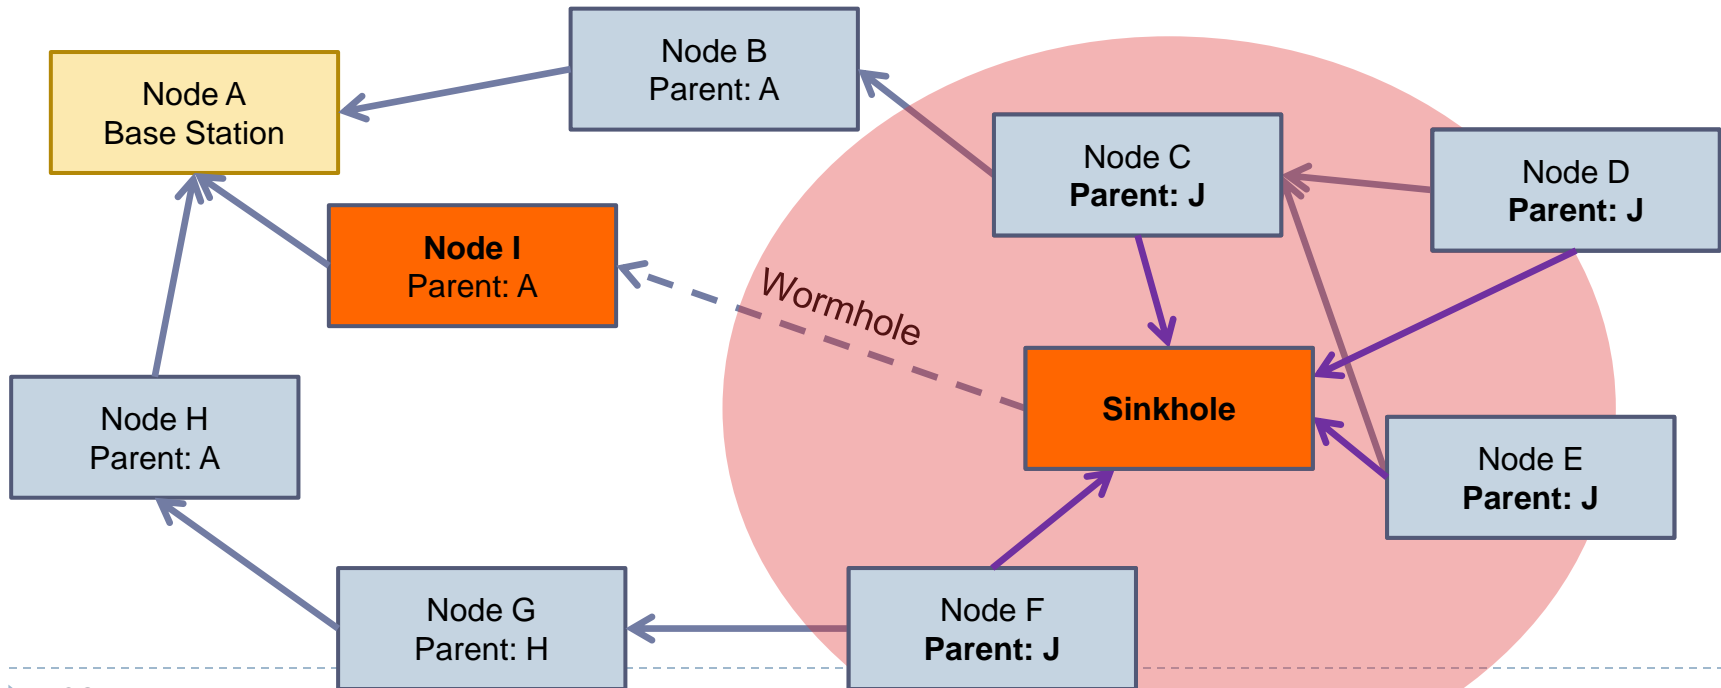 Node B
Parent: A
Node A
Base Station
Node C
Parent: J
Node D
Parent: J
Node I
Parent: A
Wormhole
Sinkhole
Node H
Parent: A
Node E
Parent: J
Node G
Parent: H
Node F
Parent: J